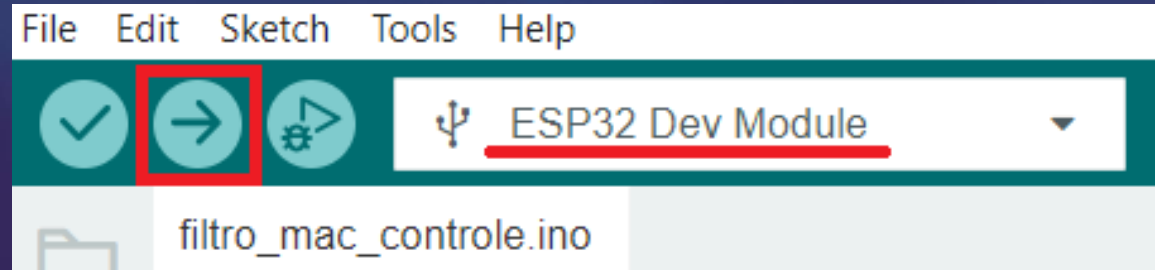 File Edit Sketch Tools Help
ESP32 Dev Module
filtro_mac_controle.ino